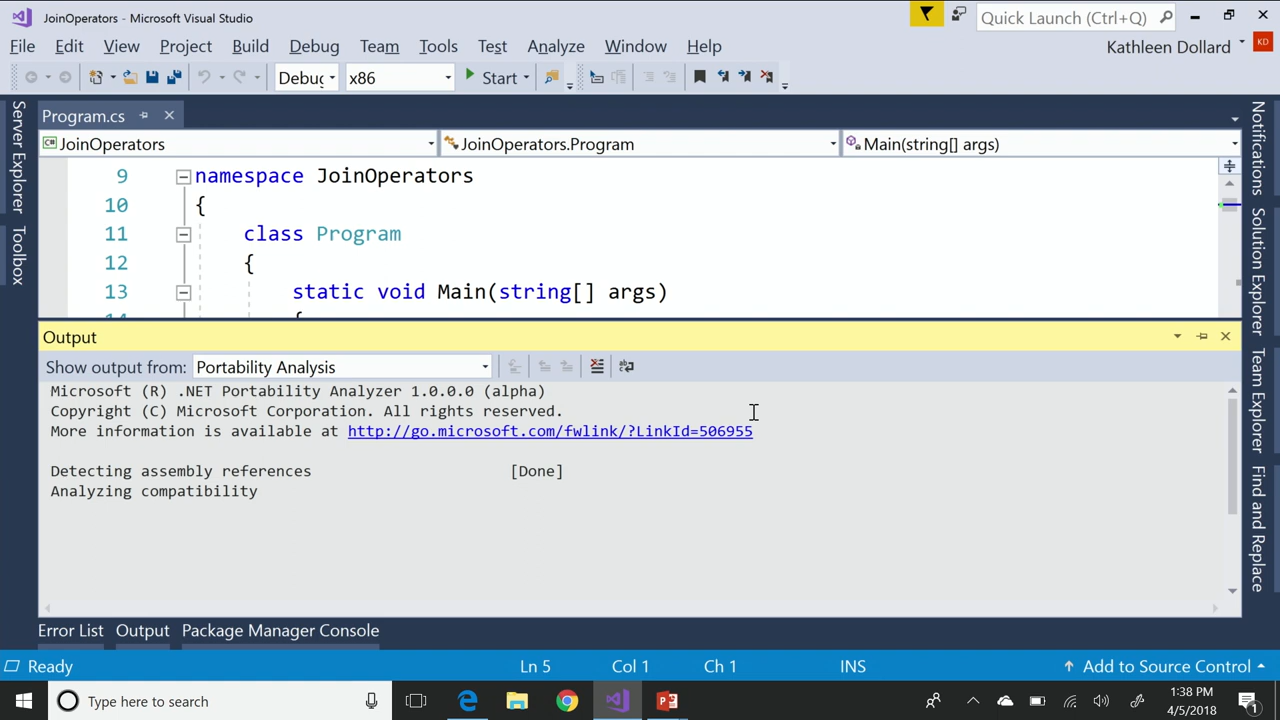 JoinOperators - Microsoft Visual Studio
Quick Launch (Ctrl+Q)
File Edit View Project Build Debug Team Tools Test Analyze Window Help
Kathleen Dollard KD
Debug x86 Start
Server Explorer
Toolbox
Program.cs
JoinOperators JoinOperators.Program Main(string[] args)
9 namespace JoinOperators
10 {
11 class Program
12 {
13 static void Main(string[] args)
14 {
Output
Show output from: Portability Analysis
Microsoft (R) .NET Portability Analyzer 1.0.0.0 (alpha)
Copyright (C) Microsoft Corporation. All rights reserved.
More information is available at http://go.microsoft.com/fwlink/?LinkId=506955
Detecting assembly references [Done]
Analyzing compatibility
Notifications
Solution Explorer
Team Explorer
Find and Replace
Error List Output Package Manager Console
Ready Ln 5 Col 1 Ch 1 INS Add to Source Control
Type here to search
1:38 PM
4/5/2018
1